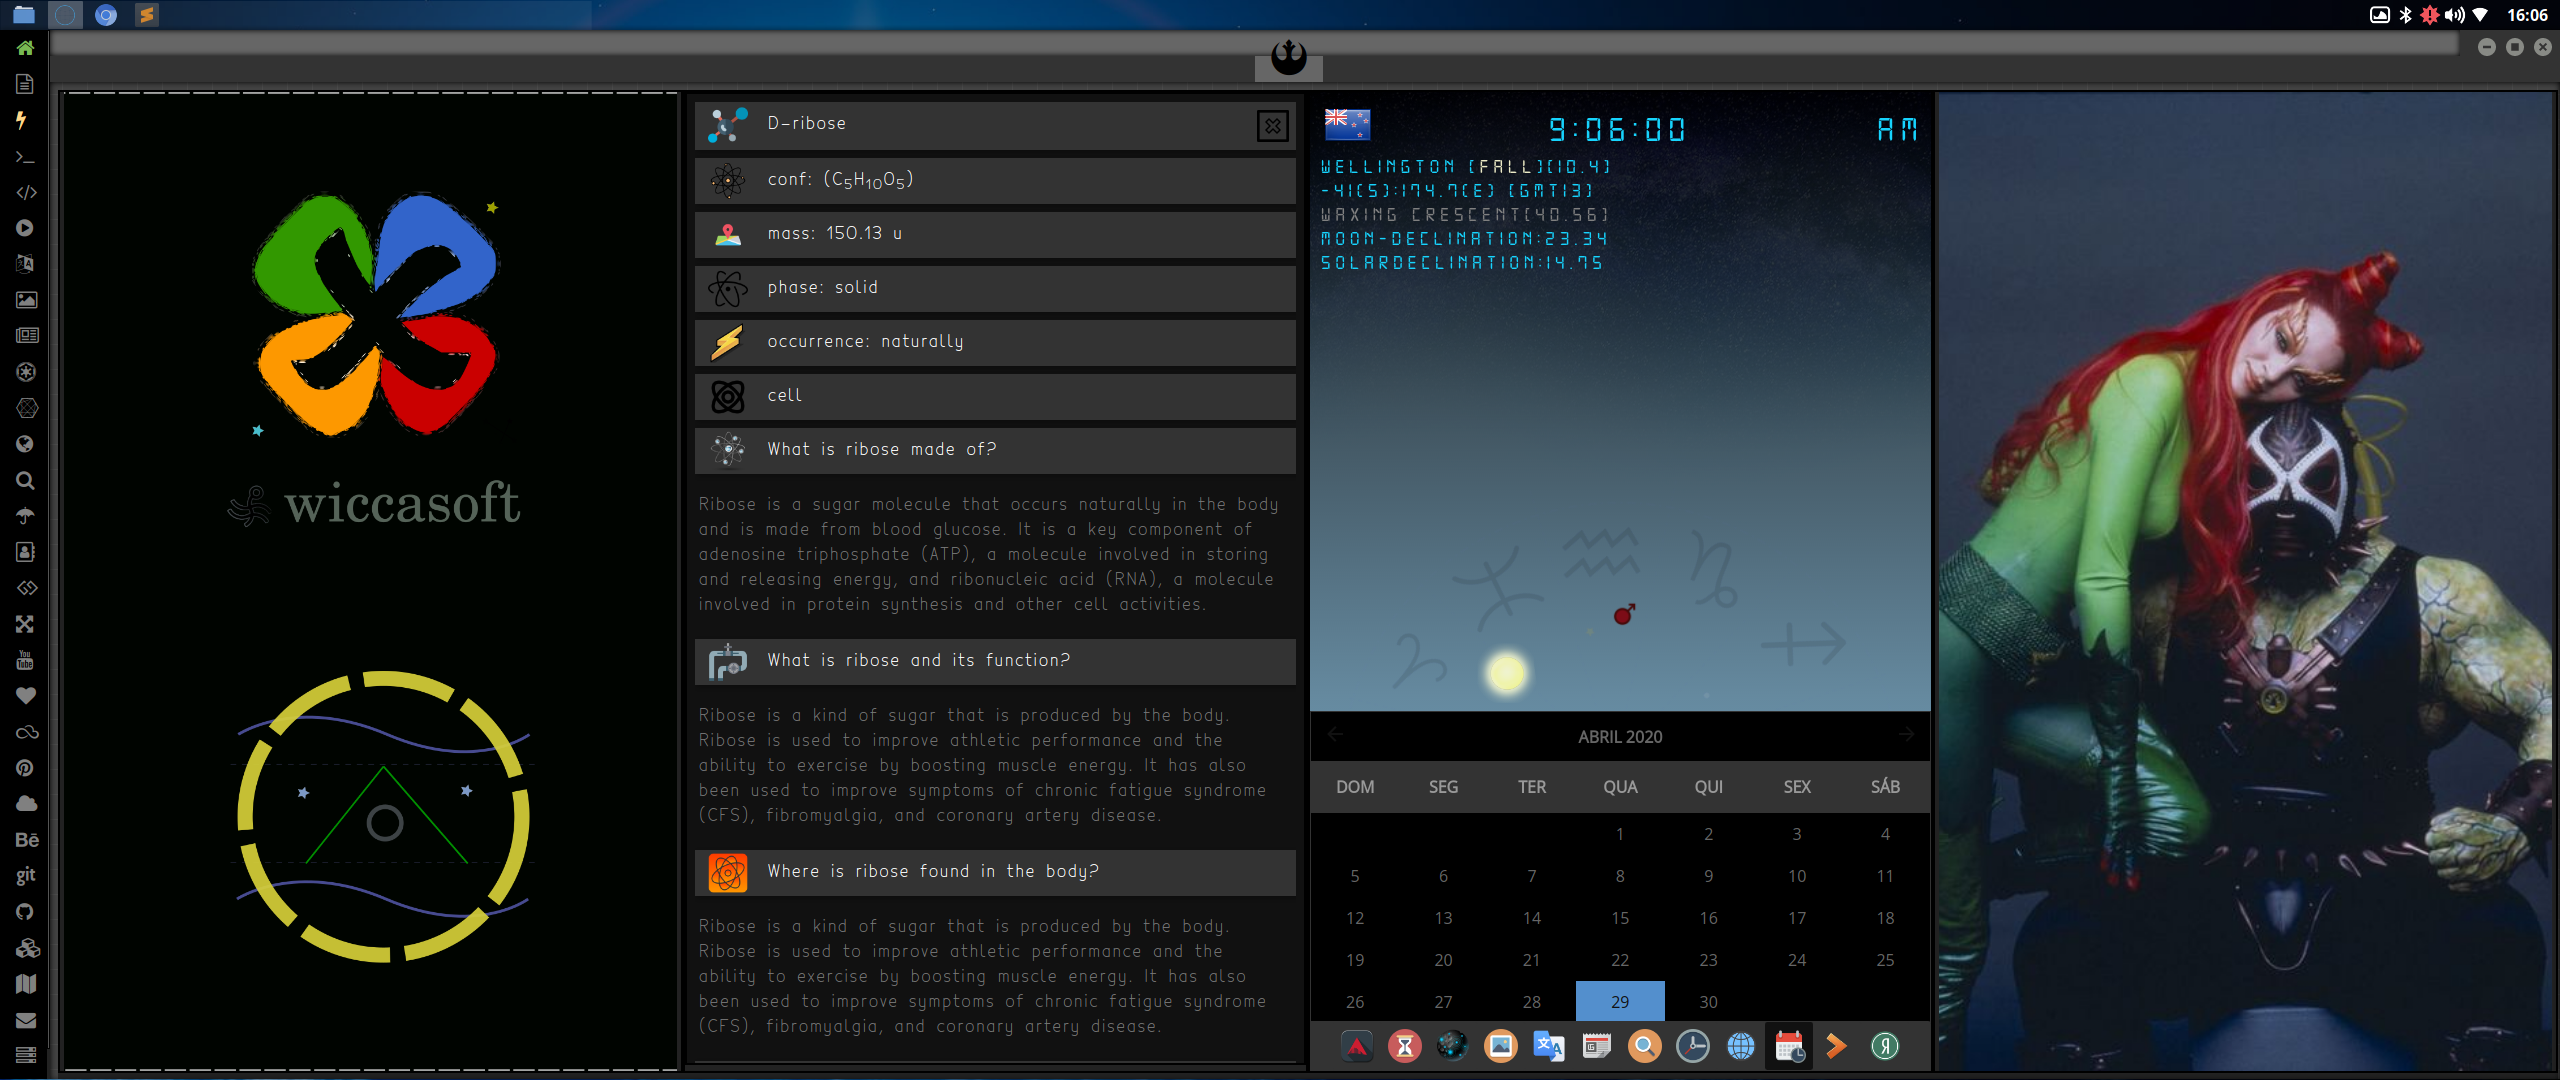 16:06
wiccasoft
You
Tube
Bē
git
D-ribose
conf: (C₅H₁₀O₅)
mass: 150.13 u
phase: solid
occurrence: naturally
cell
What is ribose made of?
Ribose is a sugar molecule that occurs naturally in the body
and is made from blood glucose. It is a key component of
adenosine triphosphate (ATP), a molecule involved in storing
and releasing energy, and ribonucleic acid (RNA), a molecule
involved in protein synthesis and other cell activities.
What is ribose and its function?
Ribose is a kind of sugar that is produced by the body.
Ribose is used to improve athletic performance and the
ability to exercise by boosting muscle energy. It has also
been used to improve symptoms of chronic fatigue syndrome
(CFS), fibromyalgia, and coronary artery disease.
Where is ribose found in the body?
Ribose is a kind of sugar that is produced by the body.
Ribose is used to improve athletic performance and the
ability to exercise by boosting muscle energy. It has also
been used to improve symptoms of chronic fatigue syndrome
(CFS), fibromyalgia, and coronary artery disease.
9:06:00 AM
WELLINGTON [FALL][10.4]
-41(S):174.7(E) [GMT13]
WAXING CRESCENT[40.56]
MOON-DECLINATION:23.34
SOLARDECLINATION:14.75
ABRIL 2020
DOM SEG TER QUA QUI SEX SÁB
1 2 3 4
5 6 7 8 9 10 11
12 13 14 15 16 17 18
19 20 21 22 23 24 25
26 27 28 29 30